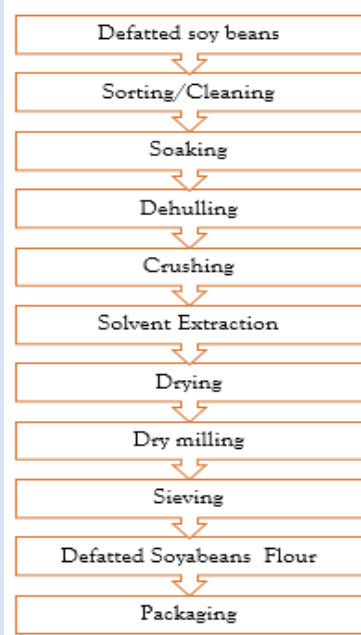 Defatted soy beans
Sorting/Cleaning
Soaking
Dehulling
Crushing
Solvent Extraction
Drying
Dry milling
Sieving
Defatted Soyabeans Flour
Packaging